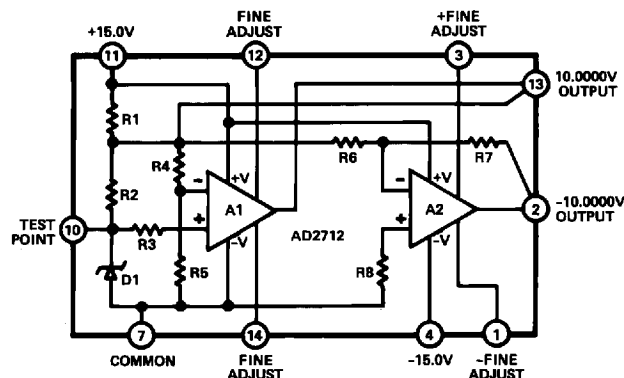 +15.0V
11
FINE
ADJUST
12
+FINE
ADJUST
3
13
10.0000V
OUTPUT
R1
R4
R6
R7
R2
+V
A1
−V
+V
A2
−V
−
+
−
+
TEST
POINT
10
R3
AD2712
2
−10.0000V
OUTPUT
D1
R5
R8
7
COMMON
14
FINE
ADJUST
4
−15.0V
1
−FINE
ADJUST